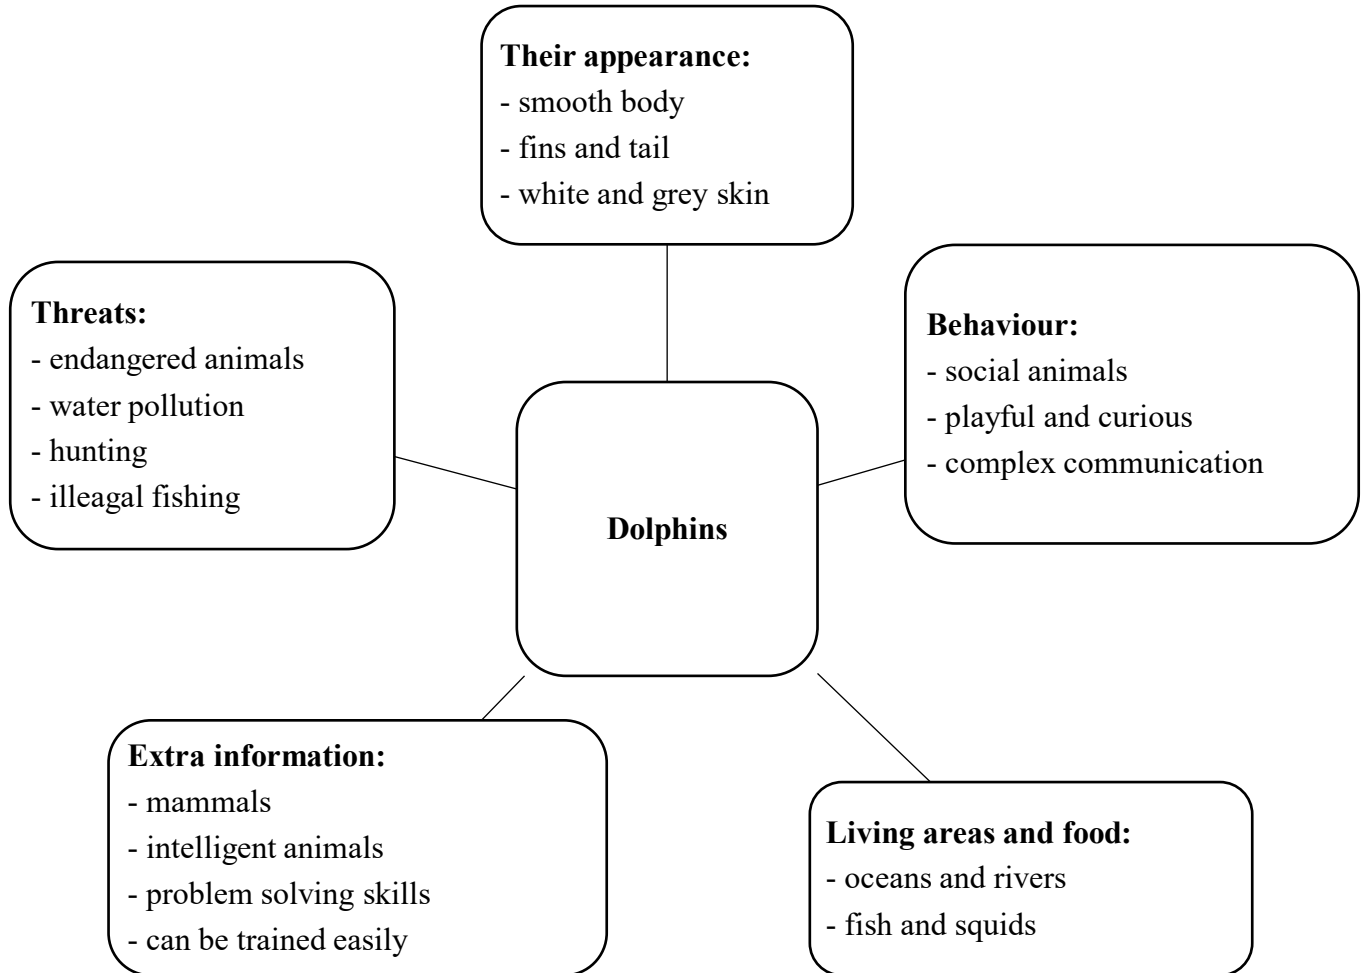 Their appearance:
- smooth body
- fins and tail
- white and grey skin
Threats:
- endangered animals
- water pollution
- hunting
- illeagal fishing
Behaviour:
- social animals
- playful and curious
- complex communication
Dolphins
Extra information:
- mammals
- intelligent animals
- problem solving skills
- can be trained easily
Living areas and food:
- oceans and rivers
- fish and squids